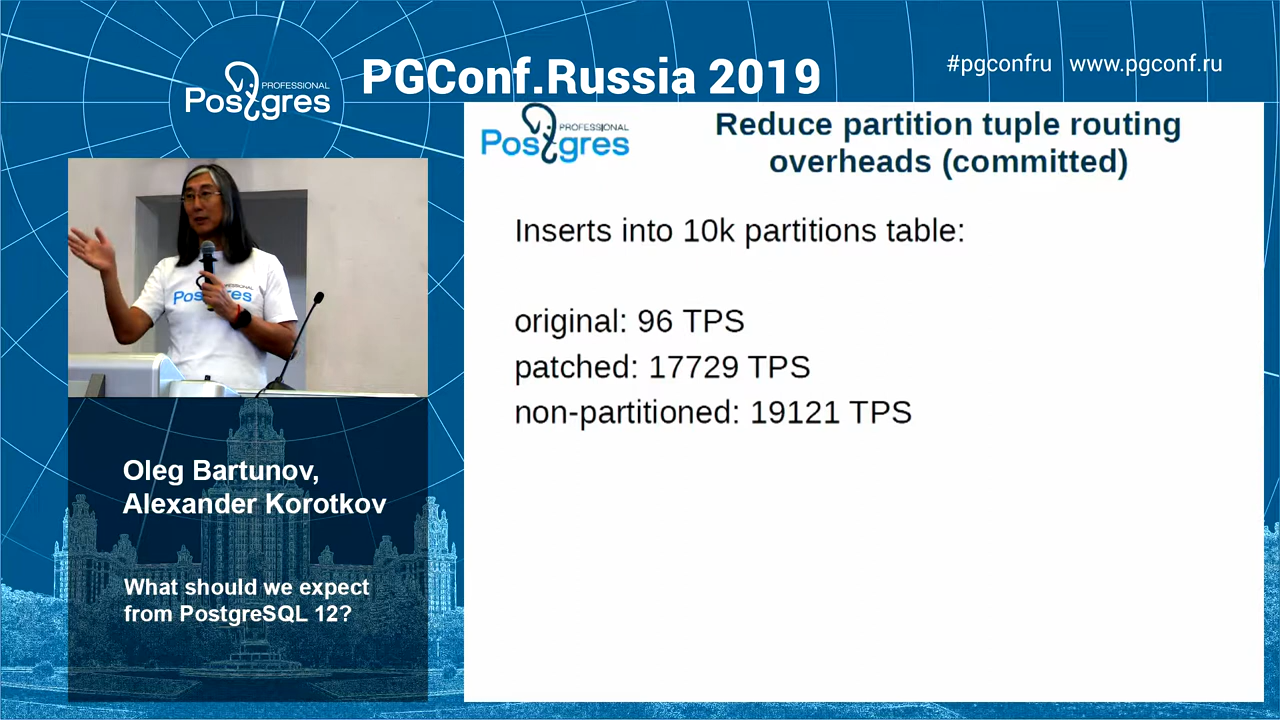 PROFESSIONAL
Postgres
PGConf.Russia 2019
#pgconfru www.pgconf.ru
PROFESSIONAL
Postgres
Reduce partition tuple routing
overheads (committed)
Inserts into 10k partitions table:
original: 96 TPS
patched: 17729 TPS
non-partitioned: 19121 TPS
Oleg Bartunov,
Alexander Korotkov
What should we expect
from PostgreSQL 12?